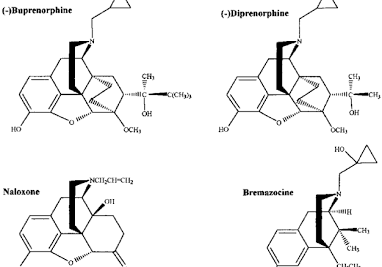 (-)Buprenorphine
(-)Diprenorphine
N
N
CH₃
C(CH₃)₃
OH
HO
O
OCH₃
CH₃
C
CH₃
OH
HO
O
OCH₃
Naloxone
NCH₂CH=CH₂
OH
O
Bremazocine
HO
N
H
CH₃
CH₃